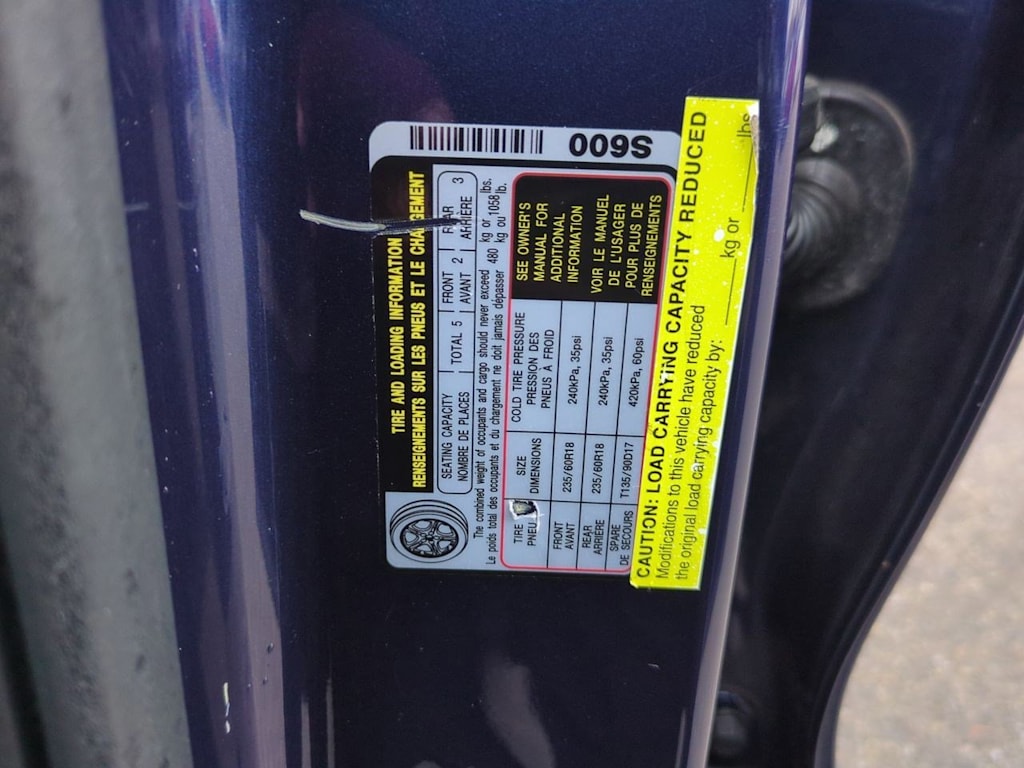 S600
TIRE AND LOADING INFORMATION
RENSEIGNEMENTS SUR LES PNEUS ET LE CHARGEMENT
SEATING CAPACITY
NOMBRE DE PLACES
TOTAL 5
FRONT
AVANT 2
REAR
ARRIÈRE 3
The combined weight of occupants and cargo should never exceed 480 kg or 1058 lbs.
Le poids total des occupants et du chargement ne doit jamais dépasser 480 kg ou 1058 lb.
TIRE
PNEU
SIZE
DIMENSIONS
COLD TIRE PRESSURE
PRESSION DES
PNEUS À FROID
FRONT
AVANT
235/60R18
240kPa, 35psi
REAR
ARRIÈRE
235/60R18
240kPa, 35psi
SPARE
DE SECOURS
T135/90D17
420kPa, 60psi
SEE OWNER'S
MANUAL FOR
ADDITIONAL
INFORMATION
VOIR LE MANUEL
DE L'USAGER
POUR PLUS DE
RENSEIGNEMENTS
CAUTION: LOAD CARRYING CAPACITY REDUCED
Modifications to this vehicle have reduced
the original load carrying capacity by: ____ kg or ____ lbs